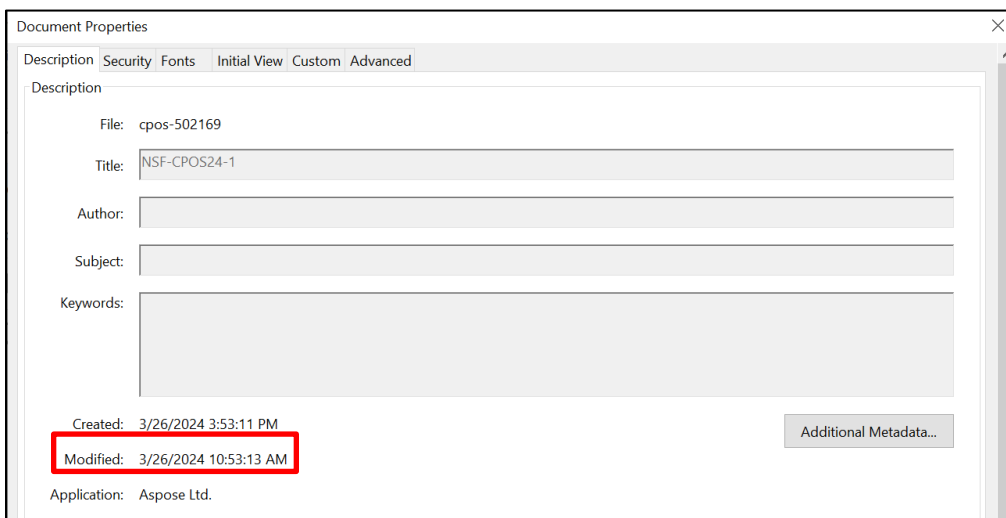 Document Properties
Description Security Fonts Initial View Custom Advanced
Description
File: cpos-502169
Title: NSF-CPOS24-1
Author:
Subject:
Keywords:
Created: 3/26/2024 3:53:11 PM
Additional Metadata...
Modified: 3/26/2024 10:53:13 AM
Application: Aspose Ltd.